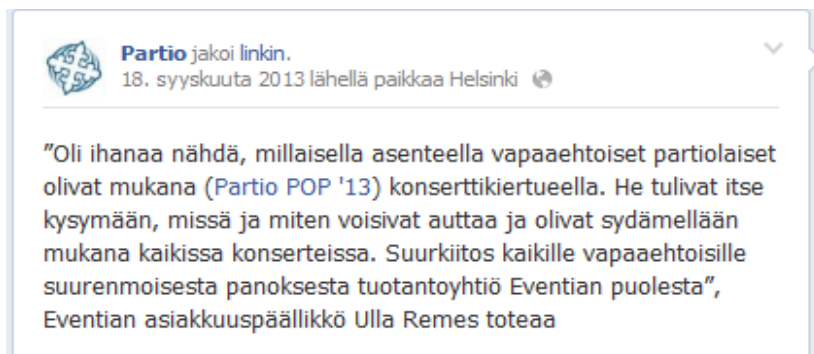 Partio jakoi linkin.
18. syyskuuta 2013 lähellä paikkaa Helsinki
”Oli ihanaa nähdä, millaisella asenteella vapaaehtoiset partiolaiset
olivat mukana (Partio POP '13) konserttikiertueella. He tulivat itse
kysymään, missä ja miten voisivat auttaa ja olivat sydämellään
mukana kaikissa konserteissa. Suurkiitos kaikille vapaaehtoisille
suurenmoisesta panoksesta tuotantoyhtiö Eventian puolesta”,
Eventian asiakkuuspäällikkö Ulla Remes toteaa